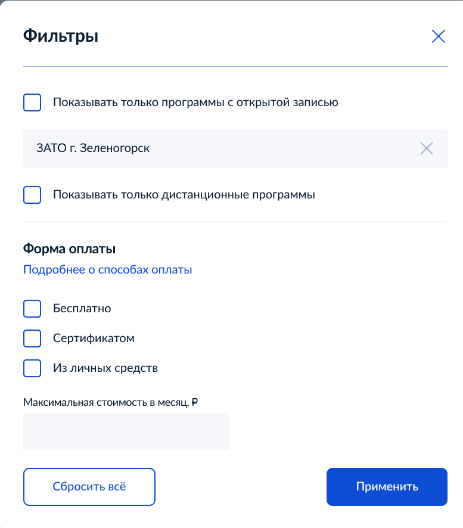 Фильтры
Показывать только программы с открытой записью
ЗАТО г. Зеленогорск
Показывать только дистанционные программы
Форма оплаты
Подробнее о способах оплаты
Бесплатно
Сертификатом
Из личных средств
Максимальная стоимость в месяц, ₽
Сбросить всё
Применить